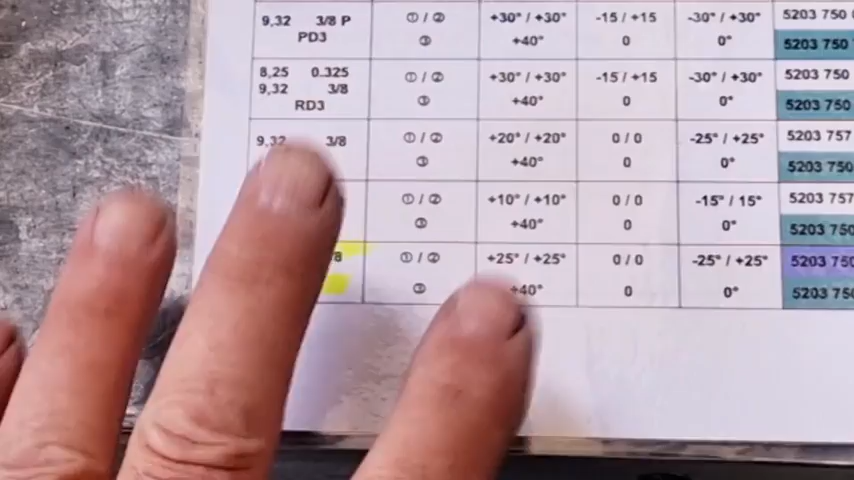 9,32 3/8 P ① / ② +30° / +30° -15 / +15 -30° / +30° 5203 750
PD3 ③ +40° 0 0° 5203 750
8,25 0.325 ① / ② +30° / +30° -15 / +15 -30° / +30° 5203 750
9,32 3/8 ③ +40° 0 0° 5203 750
RD3
9,32 3/8 ① / ② +20° / +20° 0 / 0 -25° / +25° 5203 757
③ +40° 0 0° 5203 750
① / ② +10° / +10° 0 / 0 -15° / 15° 5203 757
③ +40° 0 0° 5203 750
/8 ① / ② +25° / +25° 0 / 0 -25° / +25° 5203 750
③ +40° 0 0° 5203 750